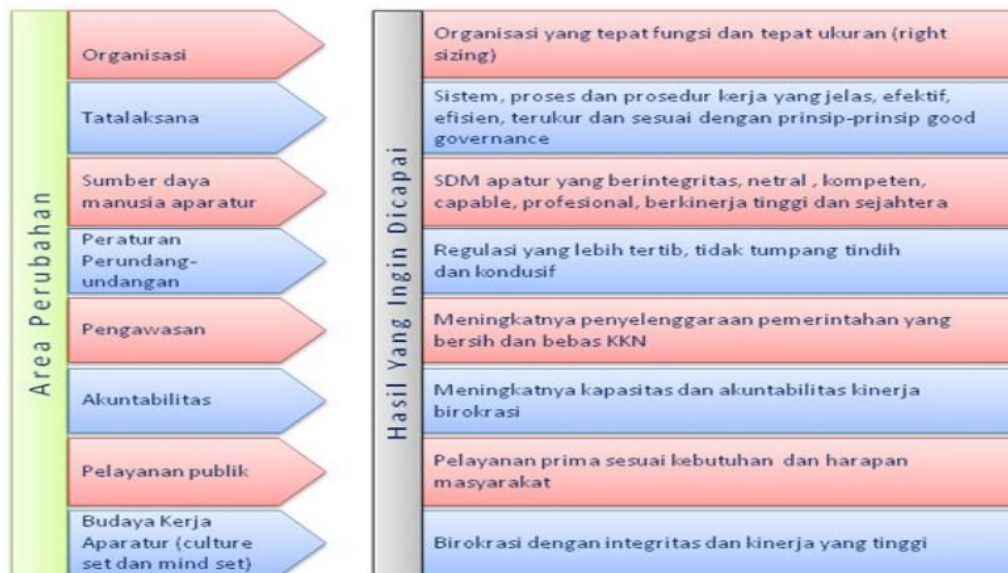 Area Perubahan
Hasil Yang Ingin Dicapai
Organisasi
Organisasi yang tepat fungsi dan tepat ukuran (right
sizing)
Tatalaksana
Sistem, proses dan prosedur kerja yang jelas, efektif,
efisien, terukur dan sesuai dengan prinsip-prinsip good
governance
Sumber daya
manusia aparatur
SDM apatur yang berintegritas, netral , kompeten,
capable, profesional, berkinerja tinggi dan sejahtera
Peraturan
Perundang-
undangan
Regulasi yang lebih tertib, tidak tumpang tindih
dan kondusif
Pengawasan
Meningkatnya penyelenggaraan pemerintahan yang
bersih dan bebas KKN
Akuntabilitas
Meningkatnya kapasitas dan akuntabilitas kinerja
birokrasi
Pelayanan publik
Pelayanan prima sesuai kebutuhan dan harapan
masyarakat
Budaya Kerja
Aparatur (culture
set dan mind set)
Birokrasi dengan integritas dan kinerja yang tinggi